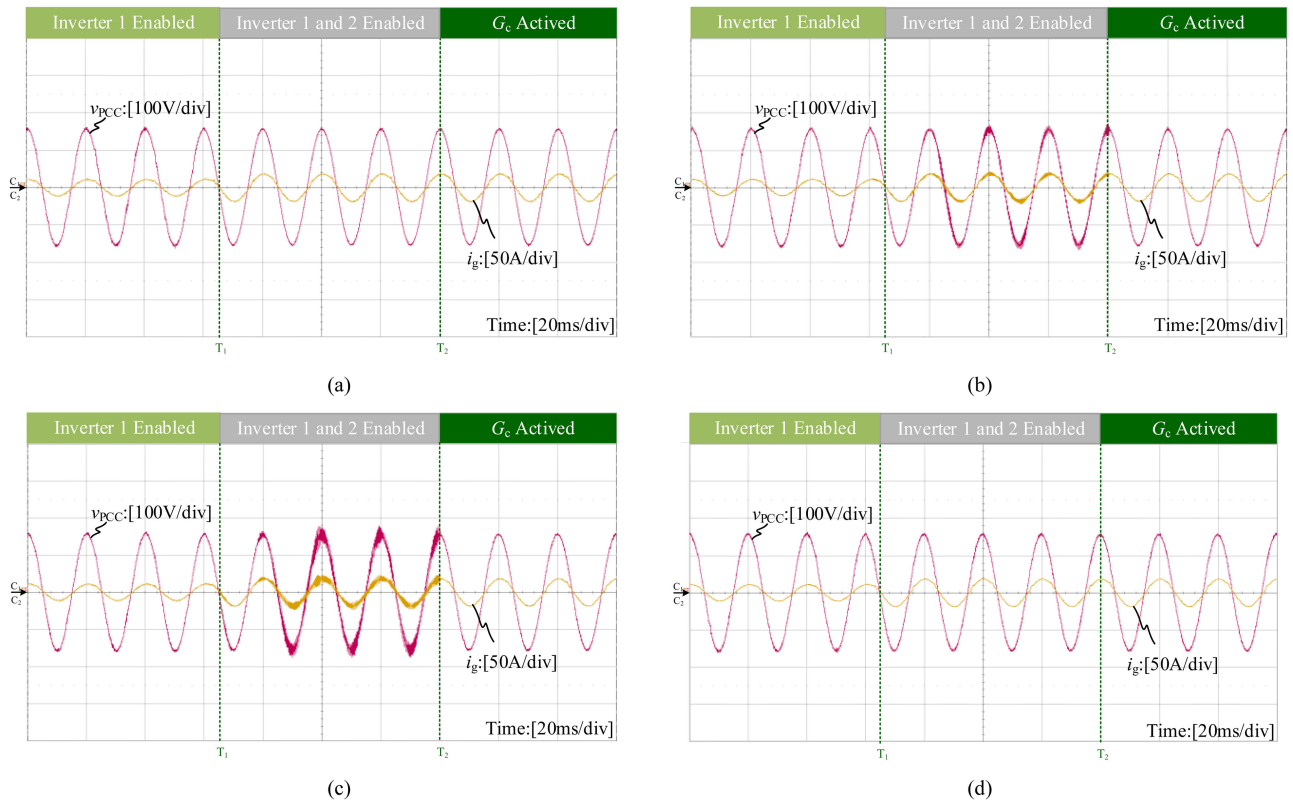 Inverter 1 Enabled Inverter 1 and 2 Enabled Gc Actived
vPCC:[100V/div]
C1
C2
ig:[50A/div]
Time:[20ms/div]
T1 T2
(a)
Inverter 1 Enabled Inverter 1 and 2 Enabled Gc Actived
vPCC:[100V/div]
C1
C2
ig:[50A/div]
Time:[20ms/div]
T1 T2
(b)
Inverter 1 Enabled Inverter 1 and 2 Enabled Gc Actived
vPCC:[100V/div]
C1
C2
ig:[50A/div]
Time:[20ms/div]
T1 T2
(c)
Inverter 1 Enabled Inverter 1 and 2 Enabled Gc Actived
vPCC:[100V/div]
C1
C2
ig:[50A/div]
Time:[20ms/div]
T1 T2
(d)